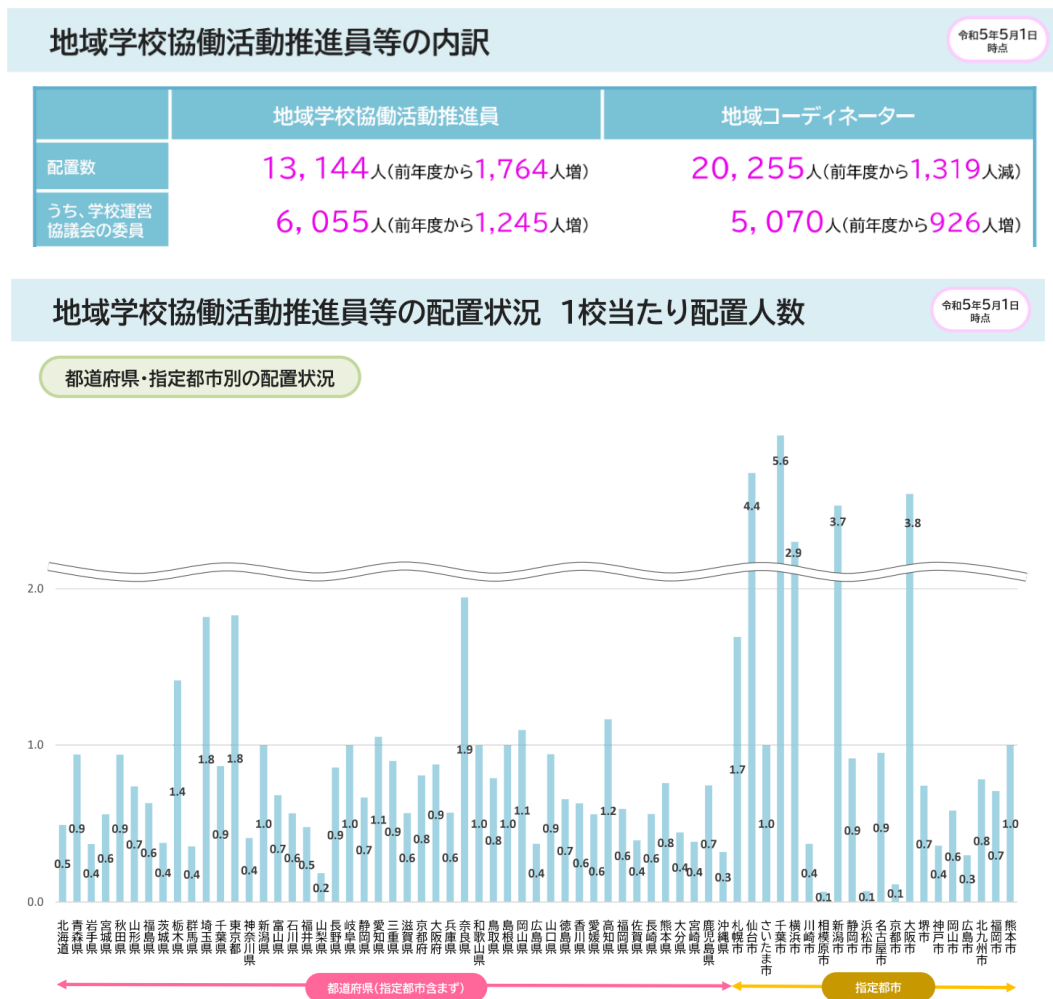 地域学校協働活動推進員等の内訳
令和5年5月1日
時点
地域学校協働活動推進員
地域コーディネーター
配置数
13,144人(前年度から1,764人増)
20,255人(前年度から1,319人減)
うち、学校運営
協議会の委員
6,055人(前年度から1,245人増)
5,070人(前年度から926人増)
地域学校協働活動推進員等の配置状況 1校当たり配置人数
令和5年5月1日
時点
都道府県・指定都市別の配置状況
2.0
1.0
0.0
0.5
0.9
0.4
0.6
0.9
0.7
0.6
0.4
1.4
0.4
1.8
0.9
1.8
0.4
1.0
0.7
0.6
0.5
0.2
0.9
1.0
0.7
1.1
0.9
0.6
0.8
0.9
0.6
1.9
1.0
0.8
1.0
1.1
0.4
0.9
0.7
0.6
0.6
1.2
0.6
0.4
0.6
0.8
0.4
0.4
0.7
0.3
1.7
4.4
1.0
5.6
2.9
0.4
0.1
3.7
0.9
0.1
0.9
0.1
3.8
0.7
0.4
0.6
0.3
0.8
0.7
1.0
北海道
青森県
岩手県
宮城県
秋田県
山形県
福島県
茨城県
栃木県
群馬県
埼玉県
千葉県
東京都
神奈川県
新潟県
富山県
石川県
福井県
山梨県
長野県
岐阜県
静岡県
愛知県
三重県
滋賀県
京都府
大阪府
兵庫県
奈良県
和歌山県
鳥取県
島根県
岡山県
広島県
山口県
徳島県
香川県
愛媛県
高知県
福岡県
佐賀県
長崎県
熊本県
大分県
宮崎県
鹿児島県
沖縄県
札幌市
仙台市
さいたま市
千葉市
横浜市
川崎市
相模原市
新潟市
静岡市
浜松市
名古屋市
京都市
大阪市
堺市
神戸市
岡山市
広島市
北九州市
福岡市
熊本市
都道府県(指定都市含まず)
指定都市